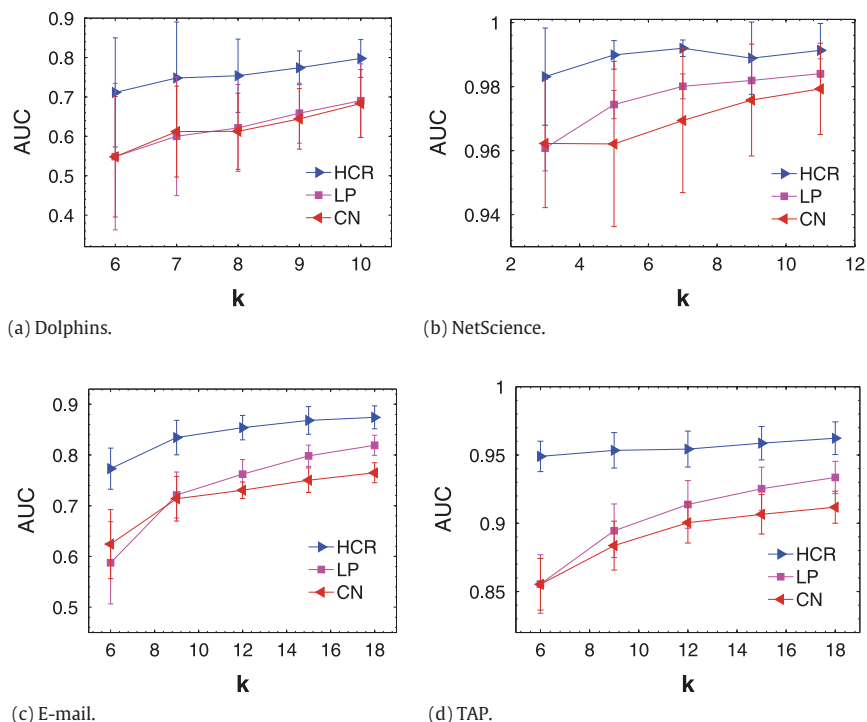 0.9
0.8
0.7
0.6
0.5
0.4
AUC
HCR
LP
CN
6 7 8 9 10
k
(a) Dolphins.
1
0.98
0.96
0.94
AUC
HCR
LP
CN
2 4 6 8 10 12
k
(b) NetScience.
0.9
0.8
0.7
0.6
0.5
AUC
HCR
LP
CN
6 8 10 12 14 16 18
k
(c) E-mail.
1
0.95
0.9
0.85
AUC
HCR
LP
CN
6 8 10 12 14 16 18
k
(d) TAP.